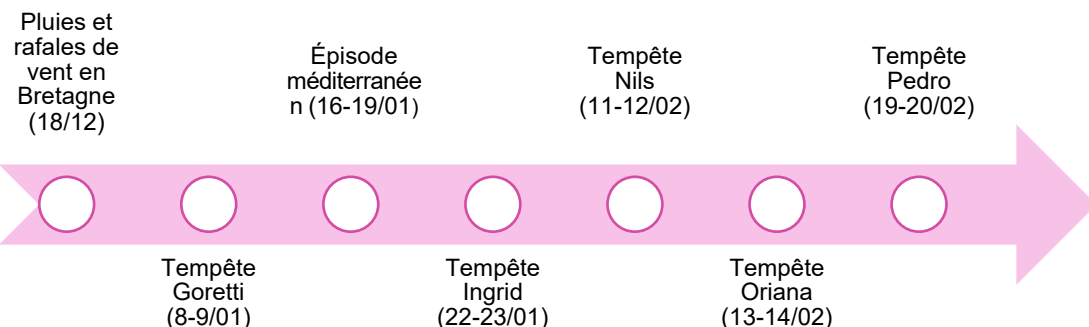 Pluies et
rafales de
vent en
Bretagne
(18/12)
Tempête
Goretti
(8-9/01)
Épisode
méditerranée
n (16-19/01)
Tempête
Ingrid
(22-23/01)
Tempête
Nils
(11-12/02)
Tempête
Oriana
(13-14/02)
Tempête
Pedro
(19-20/02)